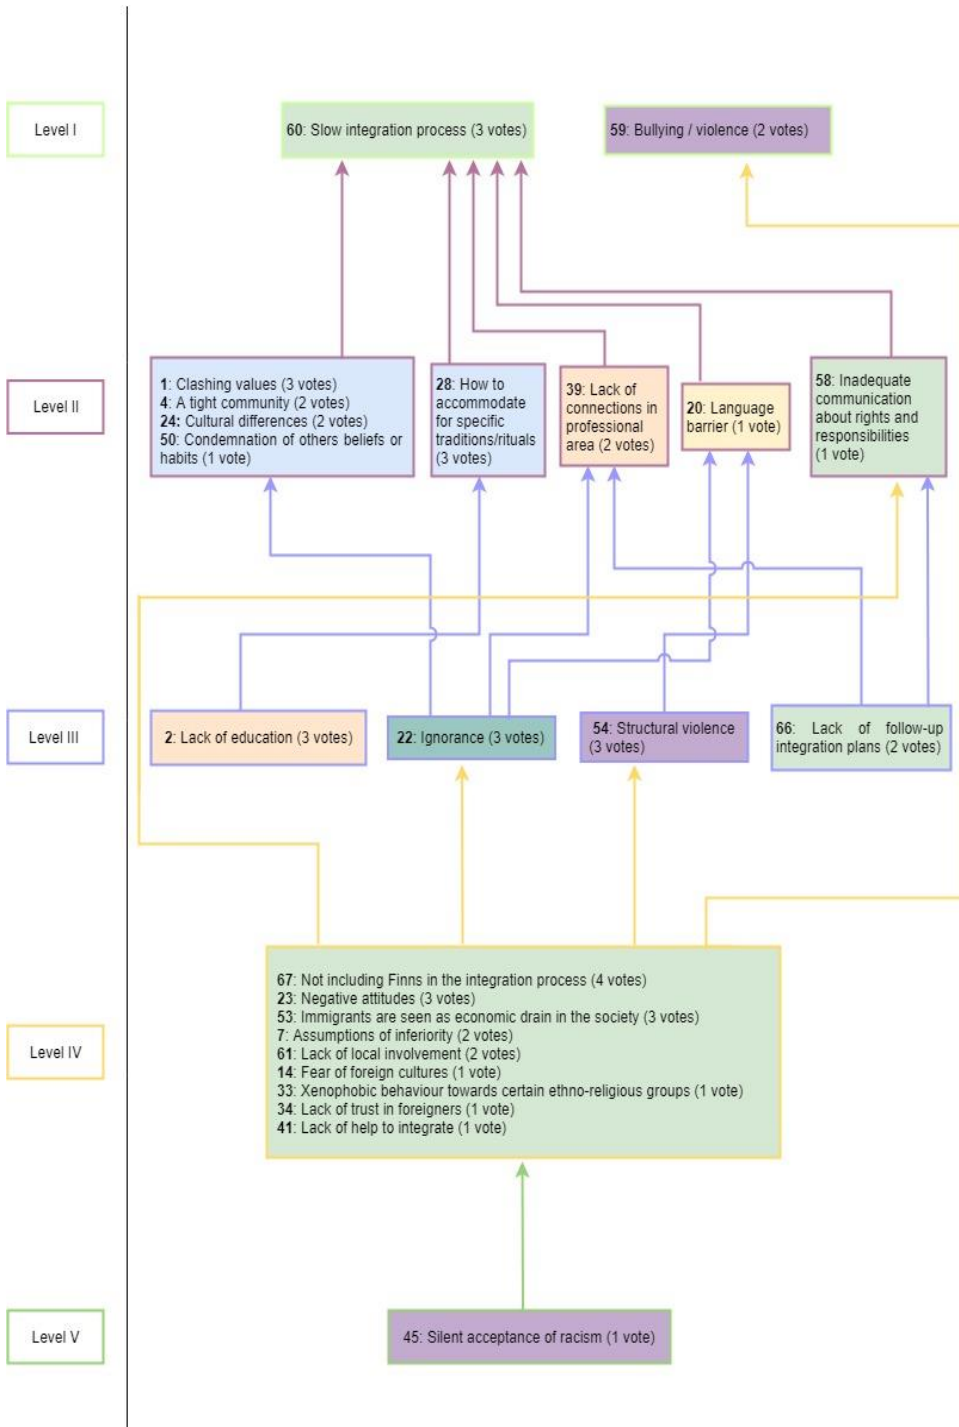 Level I
60: Slow integration process (3 votes)
59: Bullying / violence (2 votes)
Level II
1: Clashing values (3 votes)
4: A tight community (2 votes)
24: Cultural differences (2 votes)
50: Condemnation of others beliefs or
habits (1 vote)
28: How to
accommodate
for specific
traditions/rituals
(3 votes)
39: Lack of
connections in
professional
area (2 votes)
20: Language
barrier (1 vote)
58: Inadequate
communication
about rights and
responsibilities
(1 vote)
Level III
2: Lack of education (3 votes)
22: Ignorance (3 votes)
54: Structural violence
(3 votes)
66: Lack of follow-up
integration plans (2 votes)
Level IV
67: Not including Finns in the integration process (4 votes)
23: Negative attitudes (3 votes)
53: Immigrants are seen as economic drain in the society (3 votes)
7: Assumptions of inferiority (2 votes)
61: Lack of local involvement (2 votes)
14: Fear of foreign cultures (1 vote)
33: Xenophobic behaviour towards certain ethno-religious groups (1 vote)
34: Lack of trust in foreigners (1 vote)
41: Lack of help to integrate (1 vote)
Level V
45: Silent acceptance of racism (1 vote)